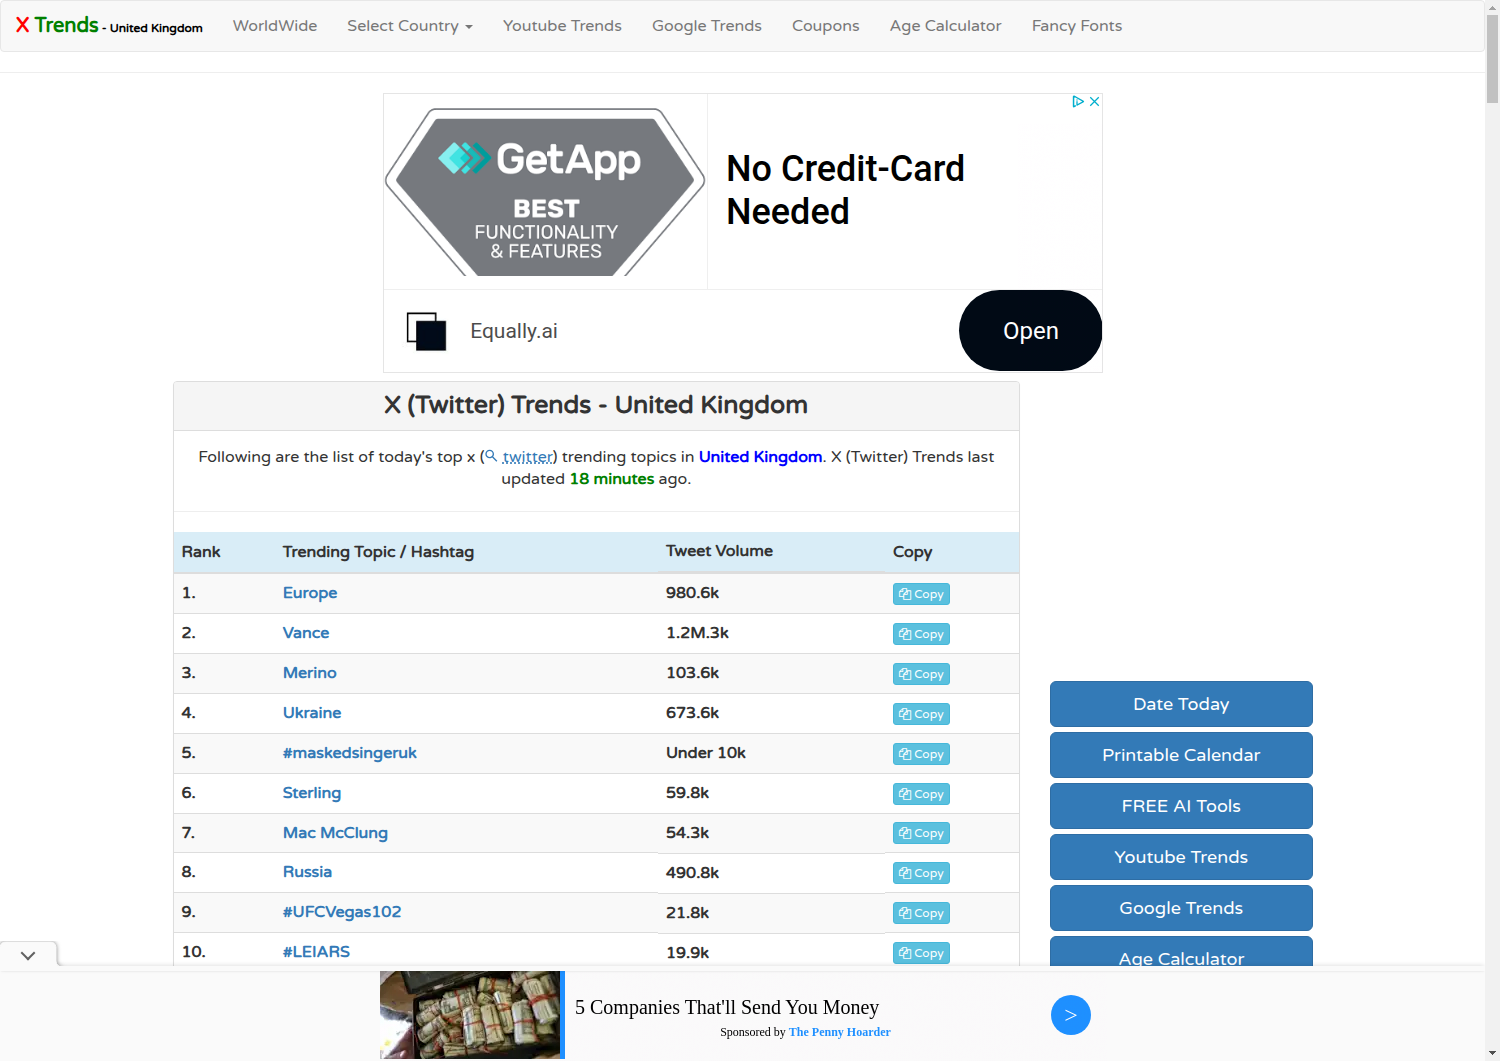 X Trends - United Kingdom WorldWide Select Country Youtube Trends Google Trends Coupons Age Calculator Fancy Fonts
GetApp
BEST
FUNCTIONALITY
& FEATURES
No Credit-Card
Needed
Equally.ai
Open
X (Twitter) Trends - United Kingdom
Following are the list of today's top x (twitter) trending topics in United Kingdom. X (Twitter) Trends last
updated 18 minutes ago.
Rank Trending Topic / Hashtag Tweet Volume Copy
1. Europe 980.6k Copy
2. Vance 1.2M.3k Copy
3. Merino 103.6k Copy
4. Ukraine 673.6k Copy
5. #maskedsingeruk Under 10k Copy
6. Sterling 59.8k Copy
7. Mac McClung 54.3k Copy
8. Russia 490.8k Copy
9. #UFCVegas102 21.8k Copy
10. #LEIARS 19.9k Copy
Date Today
Printable Calendar
FREE AI Tools
Youtube Trends
Google Trends
Age Calculator
5 Companies That'll Send You Money
Sponsored by The Penny Hoarder